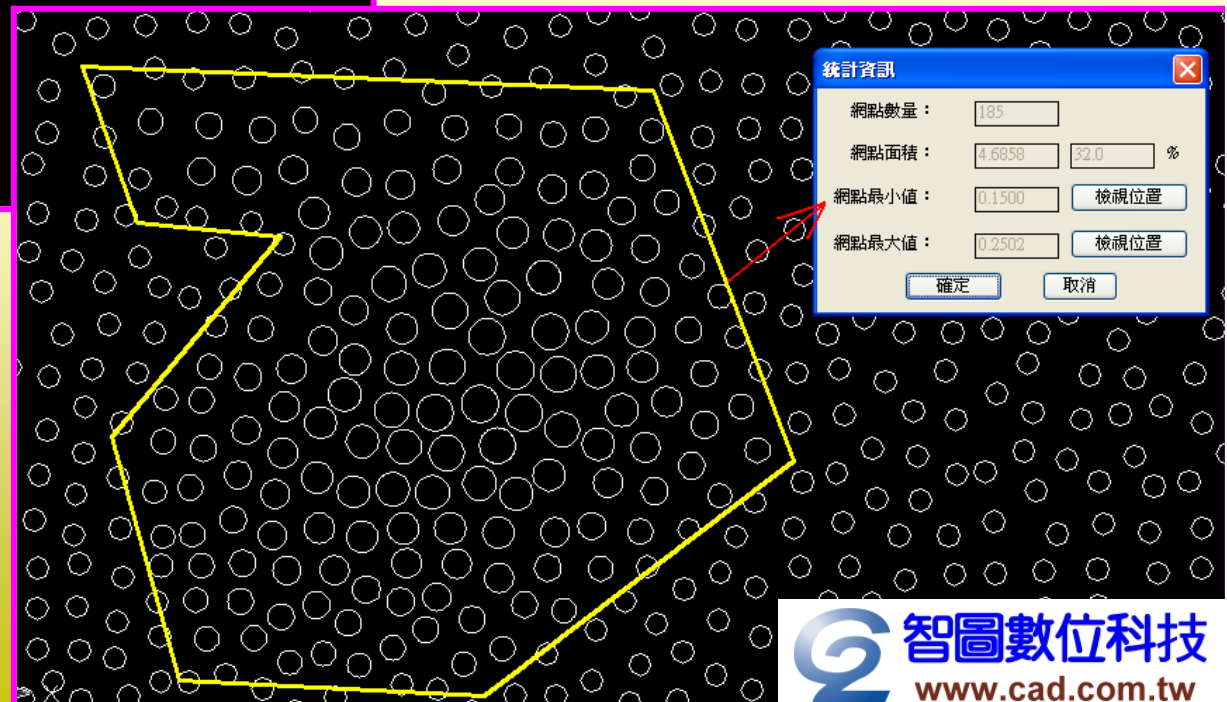 統計資訊
網點數量： 185
網點面積： 4.6858 32.0 %
網點最小值： 0.1500 檢視位置
網點最大值： 0.2502 檢視位置
確定 取消
智圖數位科技
www.cad.com.tw